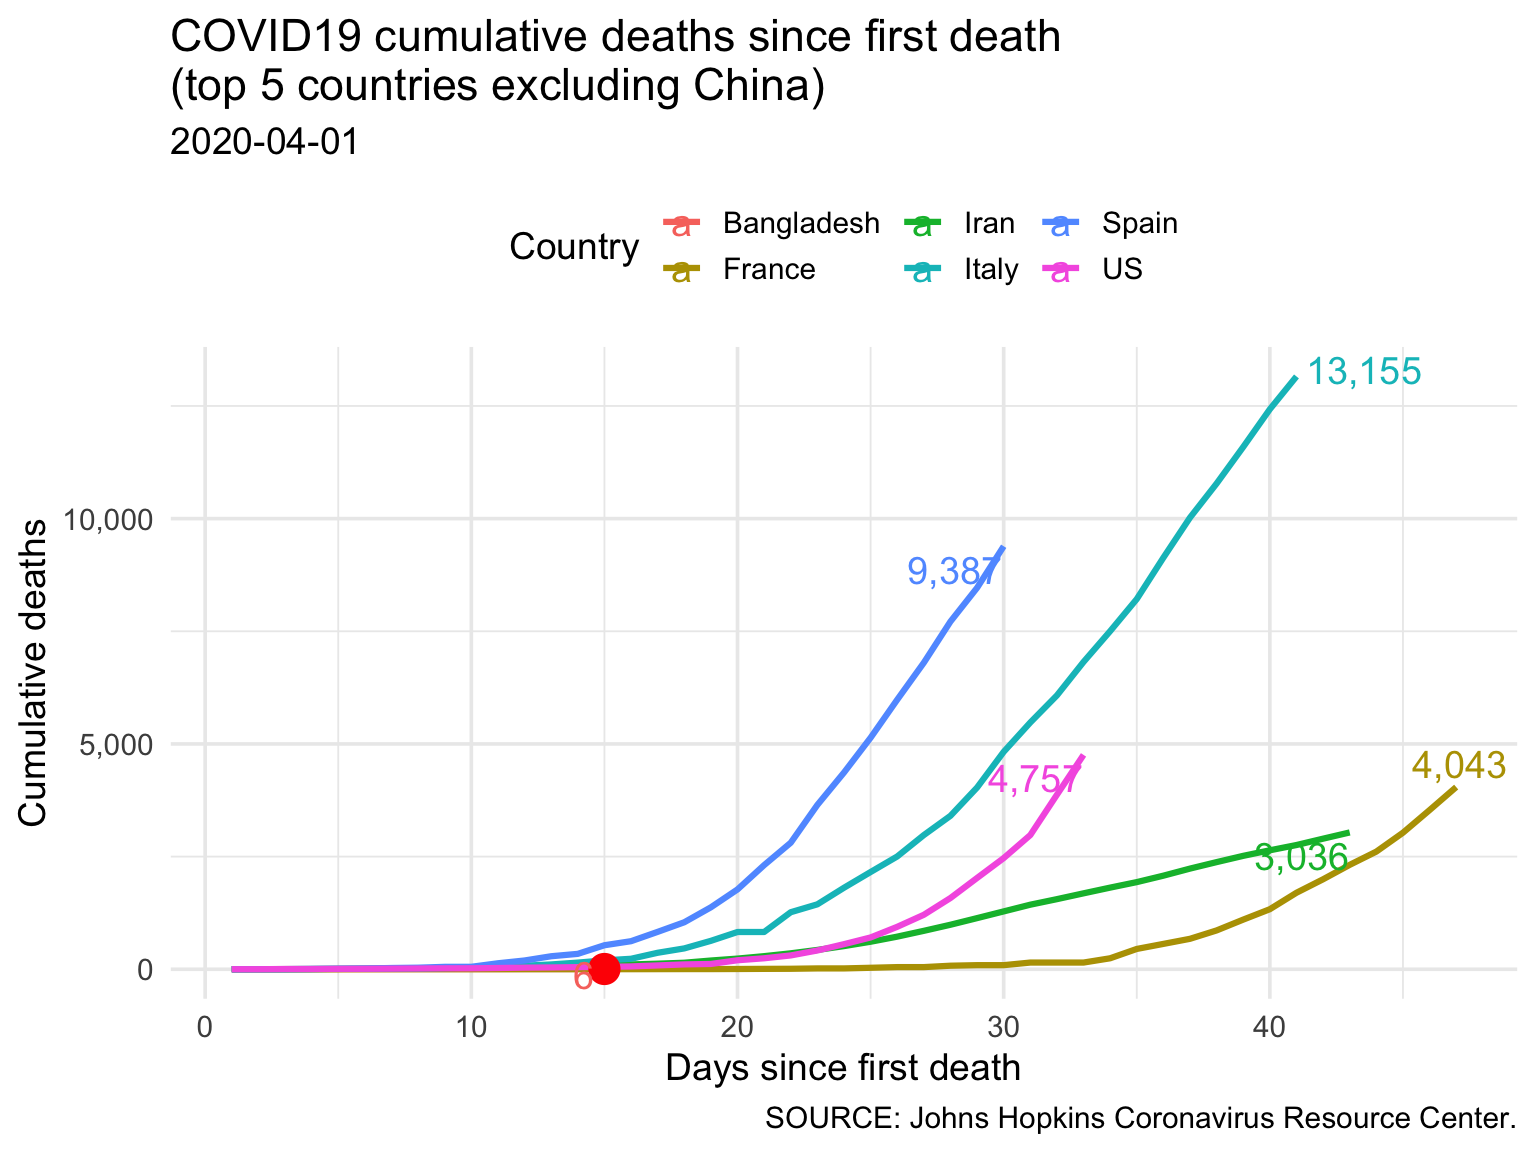 COVID19 cumulative deaths since first death
(top 5 countries excluding China)
2020-04-01
Country
a Bangladesh a Iran a Spain
a France a Italy a US
13,155
10,000
9,387
5,000
4,757
4,043
3,036
0
6
0 10 20 30 40
Cumulative deaths
Days since first death
SOURCE: Johns Hopkins Coronavirus Resource Center.